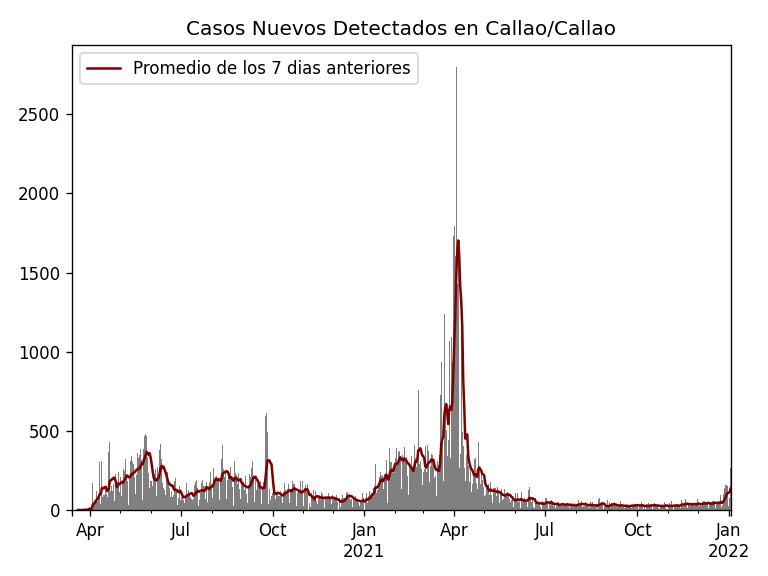 Casos Nuevos Detectados en Callao/Callao
Promedio de los 7 dias anteriores
2500
2000
1500
1000
500
0
Apr Jul Oct Jan Apr Jul Oct Jan
2021 2022